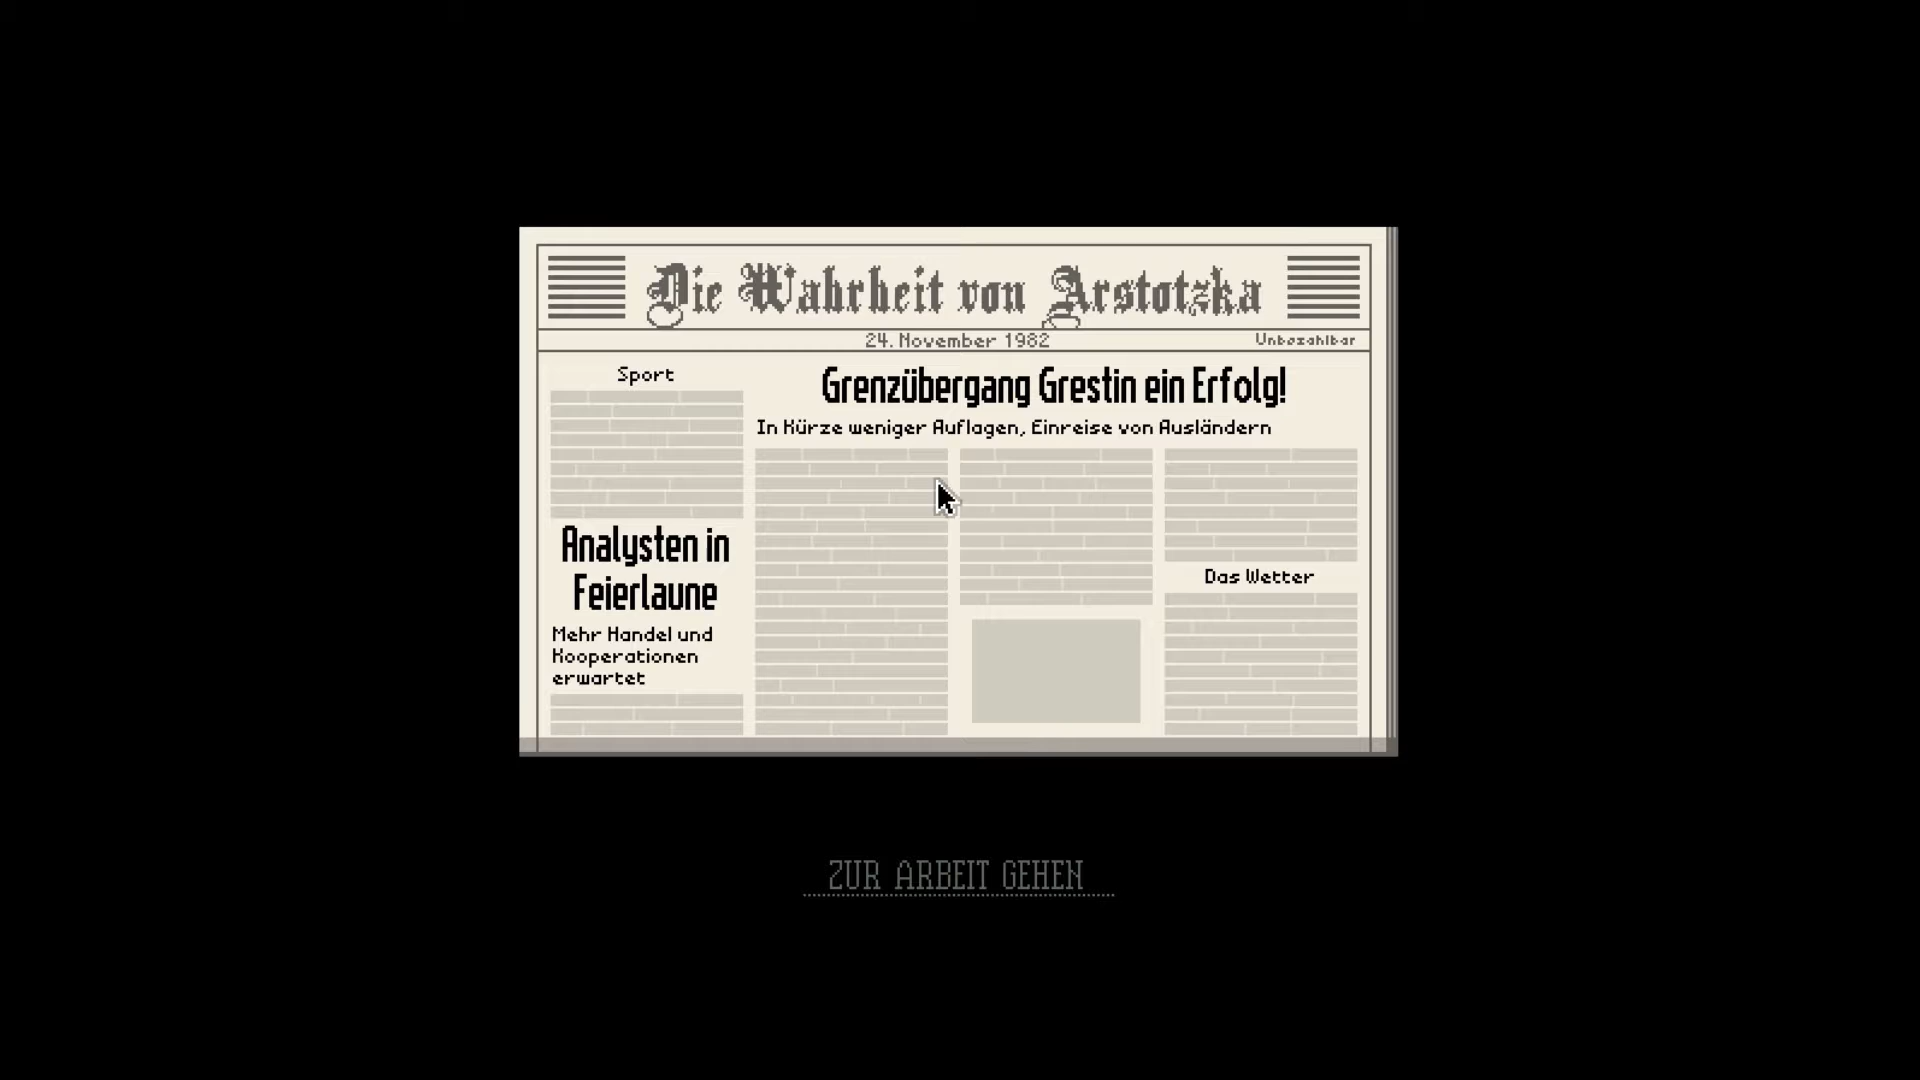 Die Wahrheit von Arstotzka
24. November 1982
Unbezahlbar
Sport
Analysten in
Feierlaune
Mehr Handel und
Kooperationen
erwartet
Grenzübergang Grestin ein Erfolg!
In Kürze weniger Auflagen, Einreise von Ausländern
Das Wetter
ZUR ARBEIT GEHEN